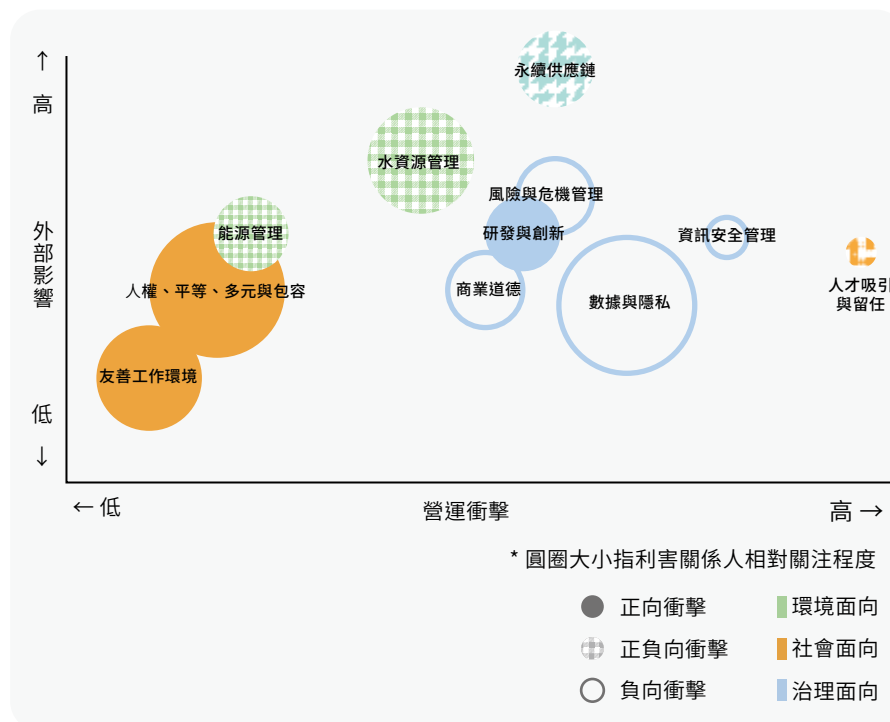 ↑
高
外部影響
低
↓
永續供應鏈
水資源管理
風險與危機管理
能源管理
研發與創新
資訊安全管理
人權、平等、多元與包容
商業道德
數據與隱私
人才吸引
與留任
友善工作環境
← 低
營運衝擊
高 →
* 圓圈大小指利害關係人相對關注程度
正向衝擊
環境面向
正負向衝擊
社會面向
負向衝擊
治理面向